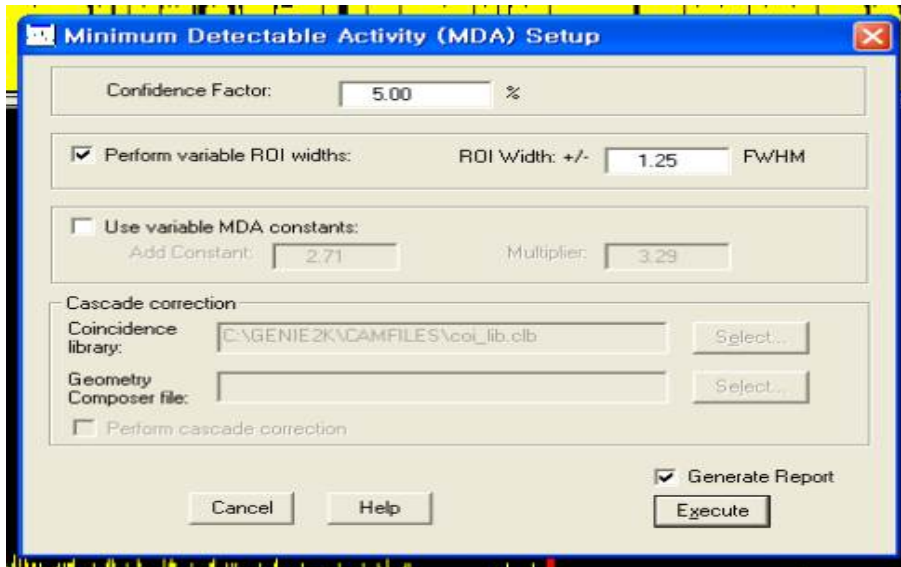 Minimum Detectable Activity (MDA) Setup
Confidence Factor: 5.00 %
Perform variable ROI widths: ROI Width: +/- 1.25 FWHM
Use variable MDA constants:
Add Constant: 2.71 Multiplier: 3.29
Cascade correction
Coincidence
library: C:\GENIE2K\CAMFILES\coi_lib.clb Select...
Geometry
Composer file: Select...
Perform cascade correction
Generate Report
Cancel Help Execute